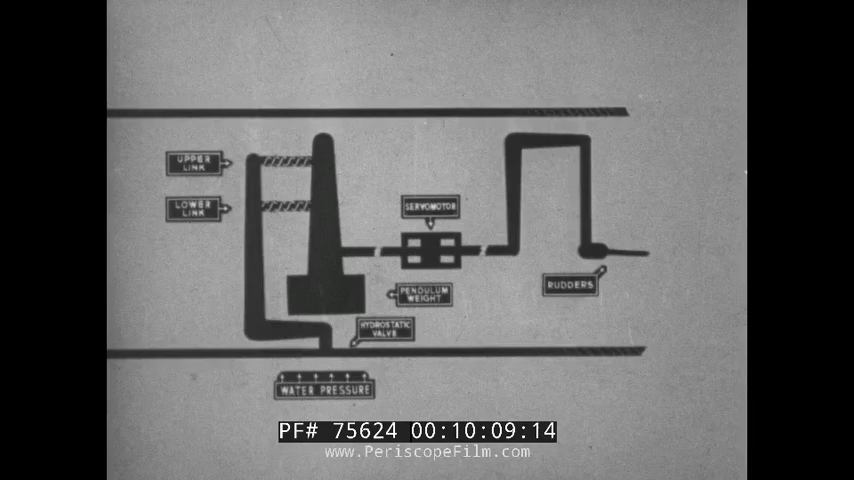 UPPER
LINK
LOWER
LINK
SERVOMOTOR
PENDULUM
WEIGHT
RUDDERS
HYDROSTATIC
VALVE
WATER PRESSURE
PF# 75624 00:10:09:14
www.PeriscopeFilm.com